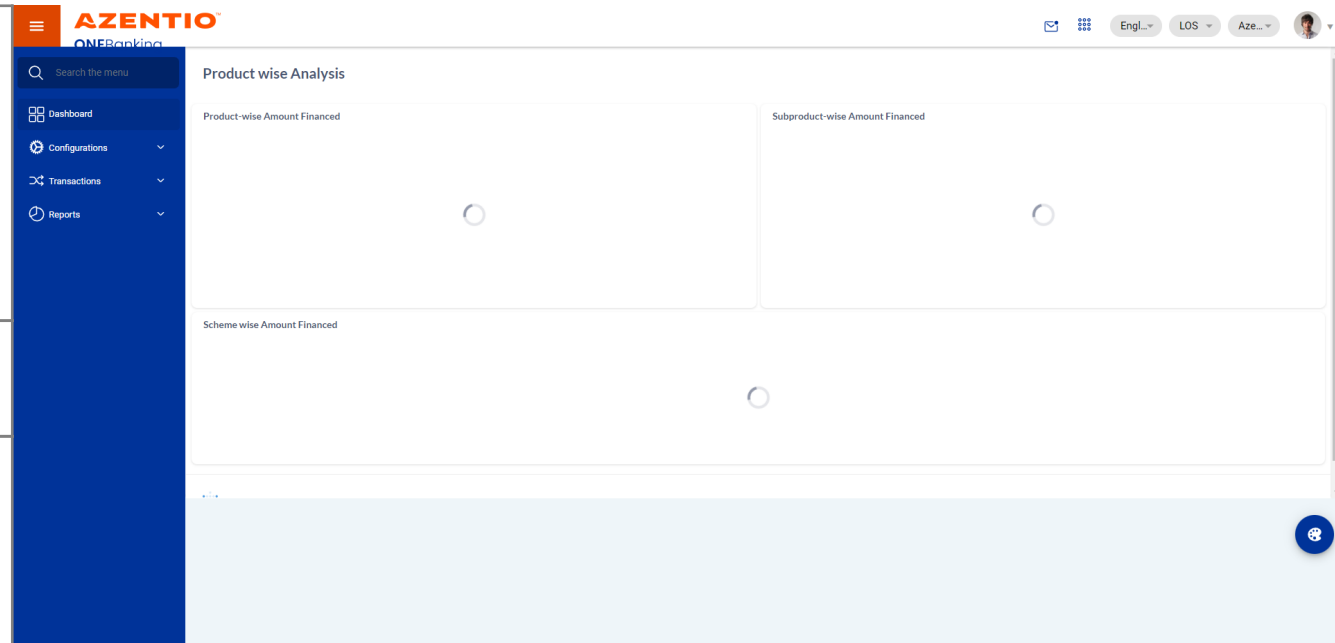 AZENTIO™
ONEBanking
Engl...
LOS
Aze...
Search the menu
Dashboard
Configurations
Transactions
Reports
Product wise Analysis
Product-wise Amount Financed
Subproduct-wise Amount Financed
Scheme wise Amount Financed